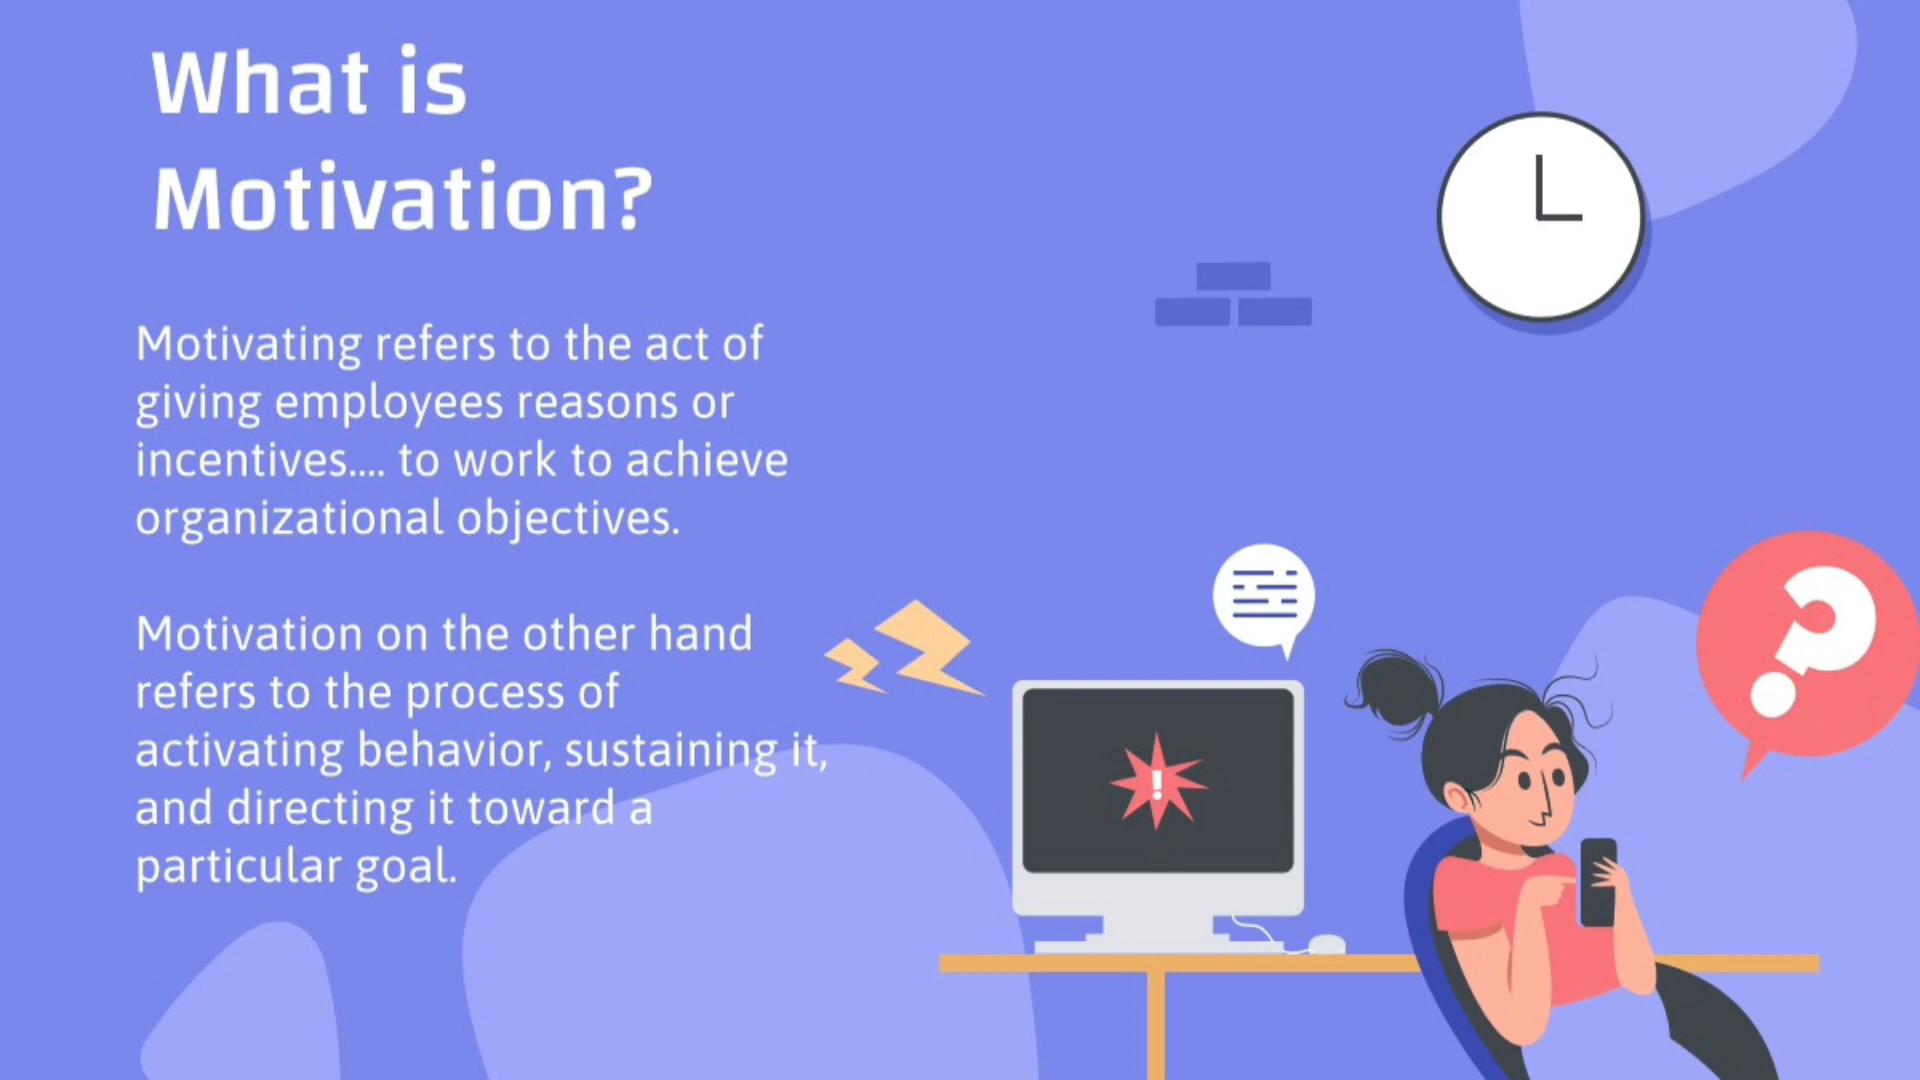 What is
Motivation?
Motivating refers to the act of
giving employees reasons or
incentives.... to work to achieve
organizational objectives.
Motivation on the other hand
refers to the process of
activating behavior, sustaining it,
and directing it toward a
particular goal.
!
?